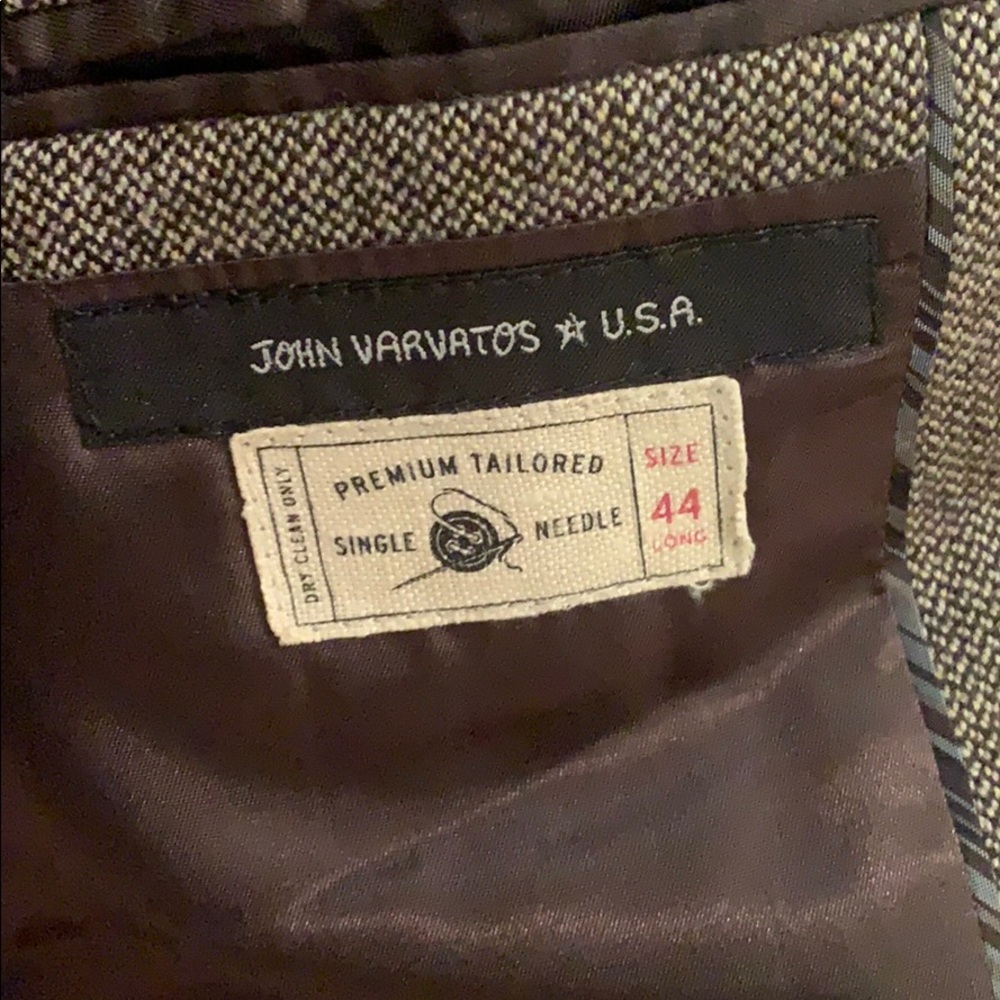 JOHN VARVATOS ☆ U.S.A.
DRY CLEAN ONLY
PREMIUM TAILORED
SINGLE NEEDLE
SIZE
44
LONG